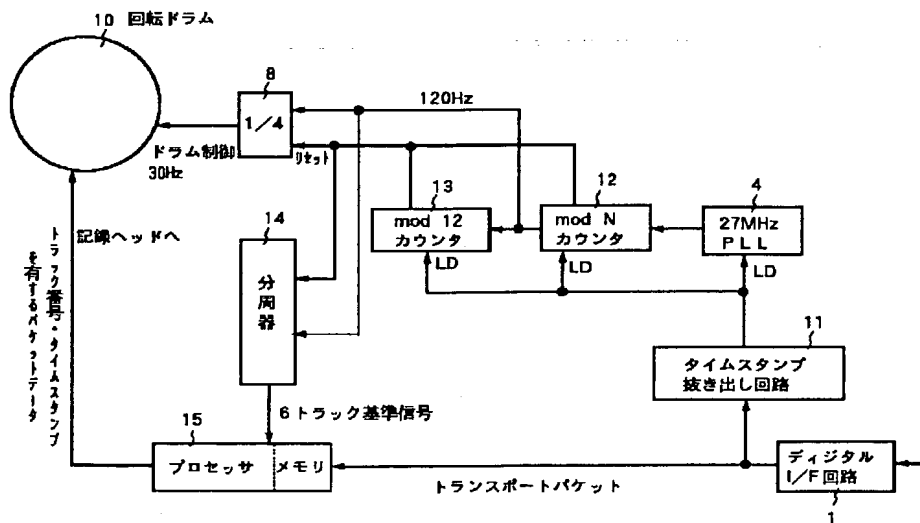 10 回転ドラム
8
1/4
120Hz
ドラム制御
30Hz
リセット
13
mod 12
カウンタ
LD
12
mod N
カウンタ
LD
4
27MHz
PLL
LD
14
分周器
11
タイムスタンプ
抜き出し回路
記録ヘッドへ
トラック番号・タイムスタンプ
を有するパケットデータ
6トラック基準信号
15
プロセッサ
メモリ
トランスポートパケット
ディジタル
I/F回路
1